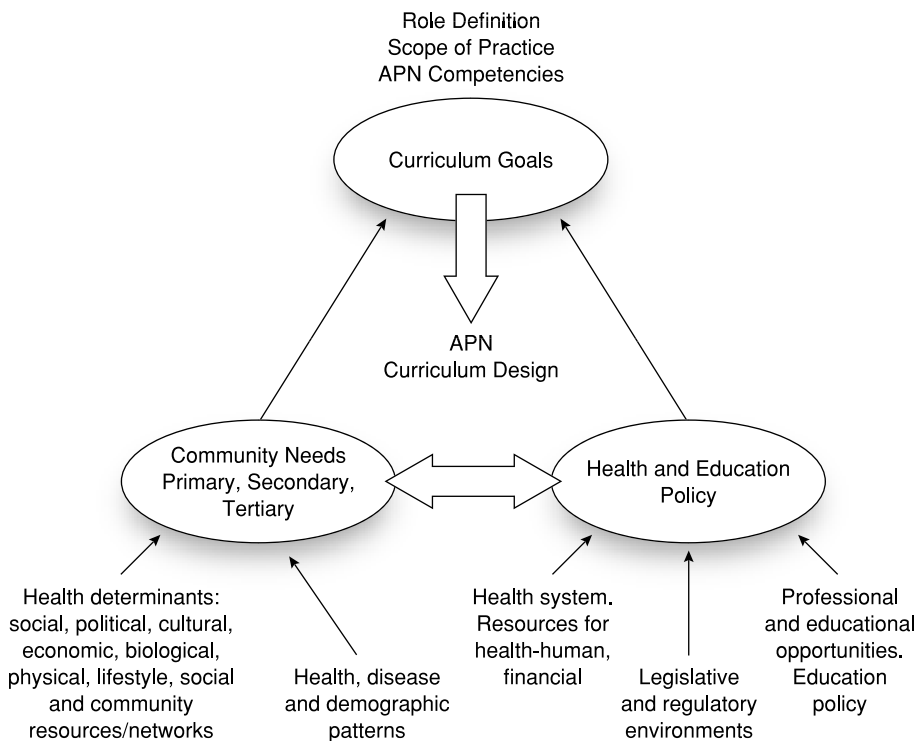 Role Definition
Scope of Practice
APN Competencies
Curriculum Goals
APN
Curriculum Design
Community Needs
Primary, Secondary,
Tertiary
Health and Education
Policy
Health determinants:
social, political, cultural,
economic, biological,
physical, lifestyle, social
and community
resources/networks
Health, disease
and demographic
patterns
Health system.
Resources for
health-human,
financial
Legislative
and regulatory
environments
Professional
and educational
opportunities.
Education
policy